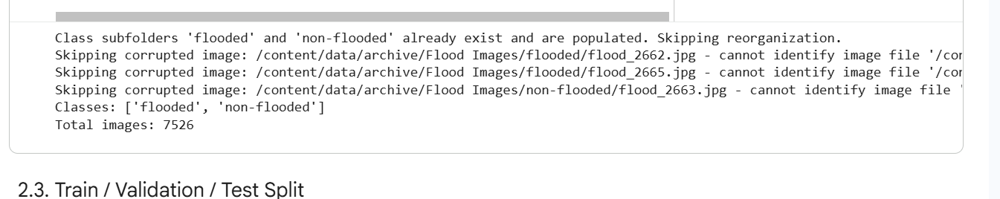 Class subfolders 'flooded' and 'non-flooded' already exist and are populated. Skipping reorganization.
Skipping corrupted image: /content/data/archive/Flood Images/flooded/flood_2662.jpg - cannot identify image file '/cor
Skipping corrupted image: /content/data/archive/Flood Images/flooded/flood_2665.jpg - cannot identify image file '/cor
Skipping corrupted image: /content/data/archive/Flood Images/non-flooded/flood_2663.jpg - cannot identify image file '
Classes: ['flooded', 'non-flooded']
Total images: 7526
2.3. Train / Validation / Test Split